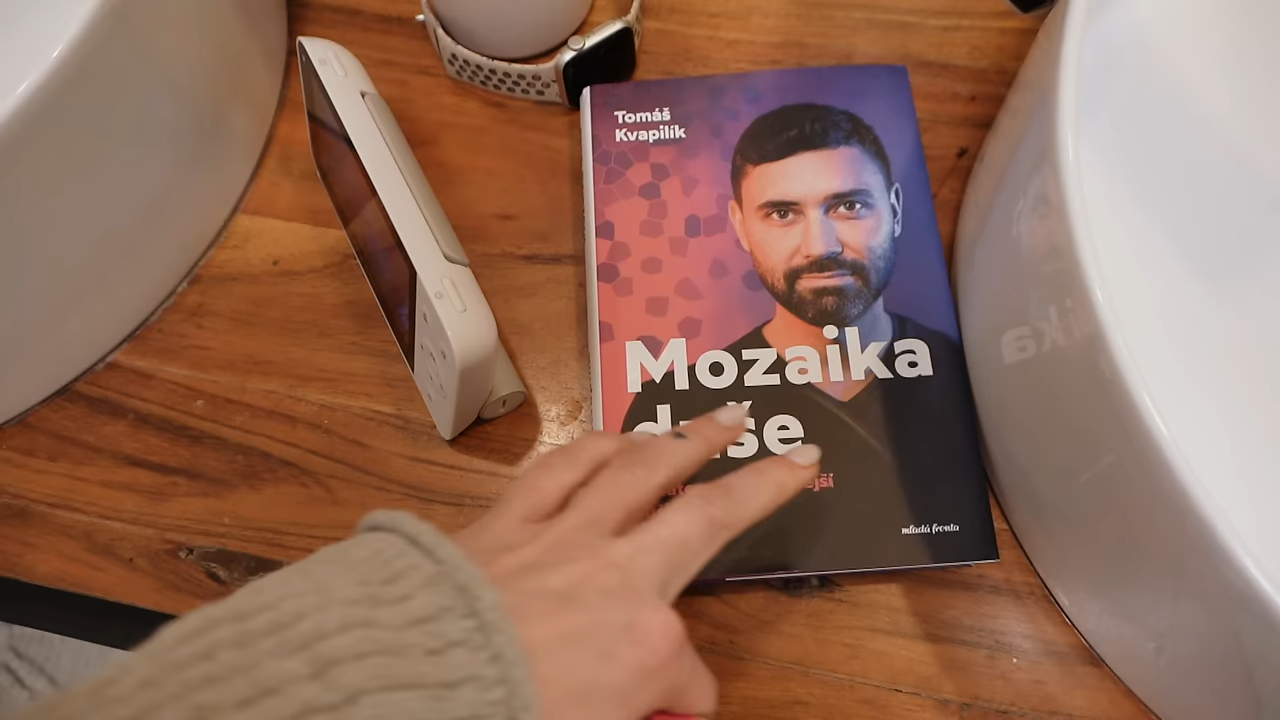 Tomáš
Kvapilík
Mozaika
duše
mladá fronta